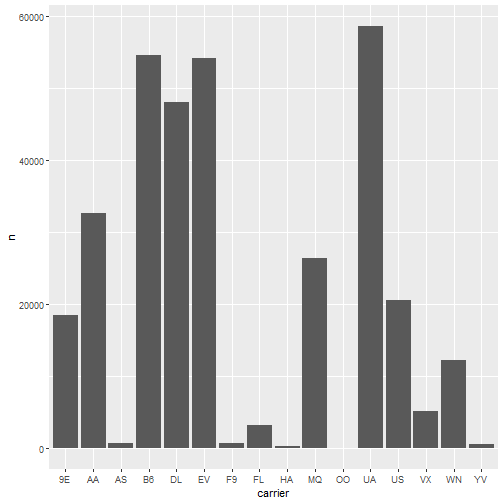 60000
40000
20000
0
n
9E AA AS B6 DL EV F9 FL HA MQ OO UA US VX WN YV
carrier